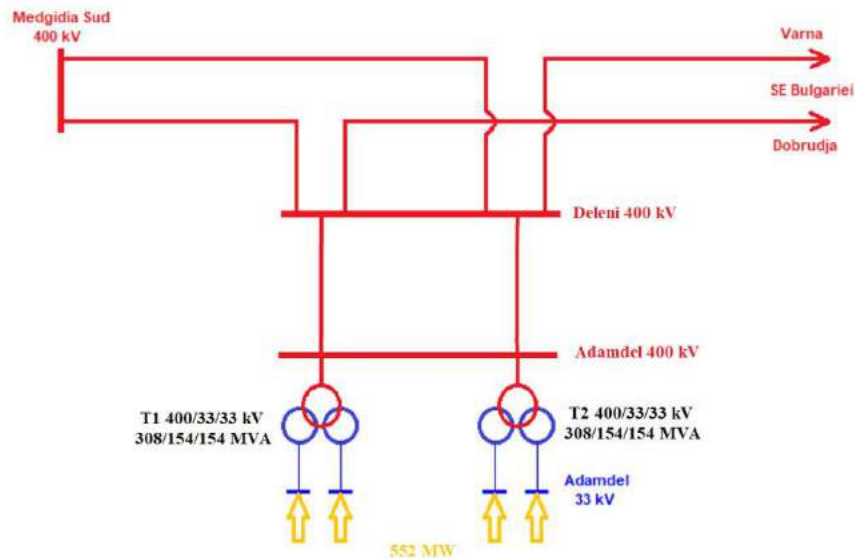 Medgidia Sud
400 kV
Varna
SE Bulgariei
Dobrudja
Deleni 400 kV
Adamdel 400 kV
T1 400/33/33 kV
308/154/154 MVA
T2 400/33/33 kV
308/154/154 MVA
Adamdel
33 kV
552 MW